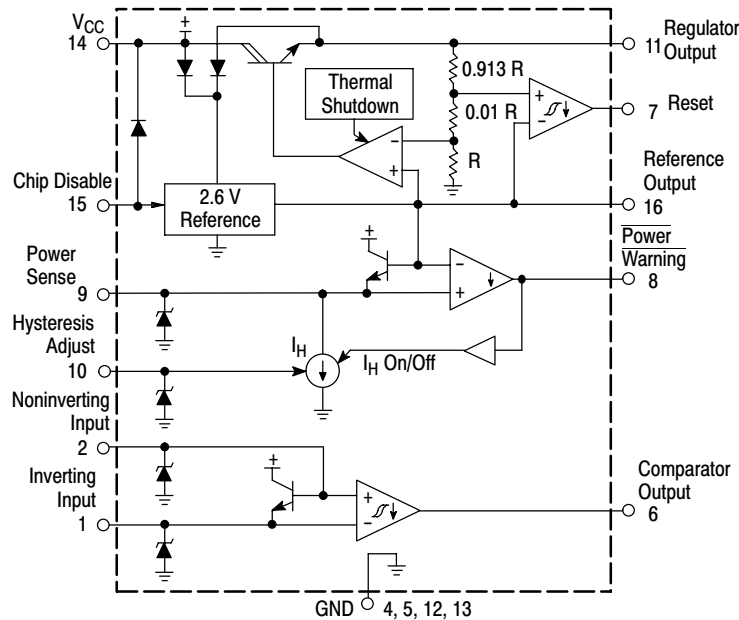 VCC
14
+
Regulator
11 Output
0.913 R
Thermal
Shutdown
+
−
7 Reset
0.01 R
−
+
R
Reference
Output
16
Chip Disable
15
2.6 V
Reference
Power
Sense
9
+
−
+
Power
Warning
8
Hysteresis
Adjust
10
IH
IH On/Off
Noninverting
Input
2
Inverting
Input
1
+
+
−
Comparator
Output
6
GND
4, 5, 12, 13